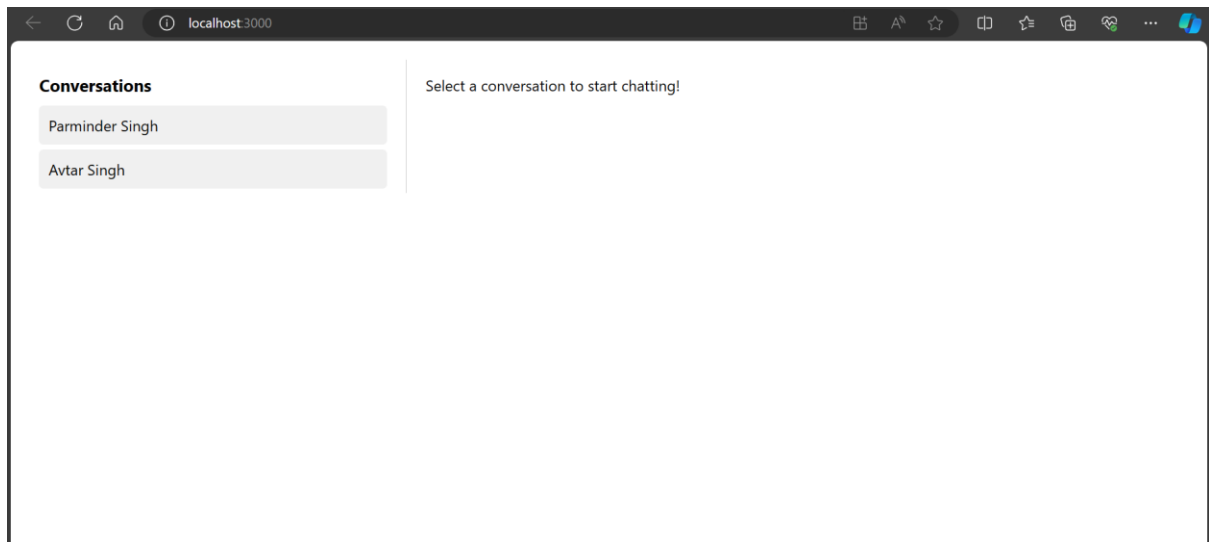 localhost:3000
Conversations
Parminder Singh
Avtar Singh
Select a conversation to start chatting!